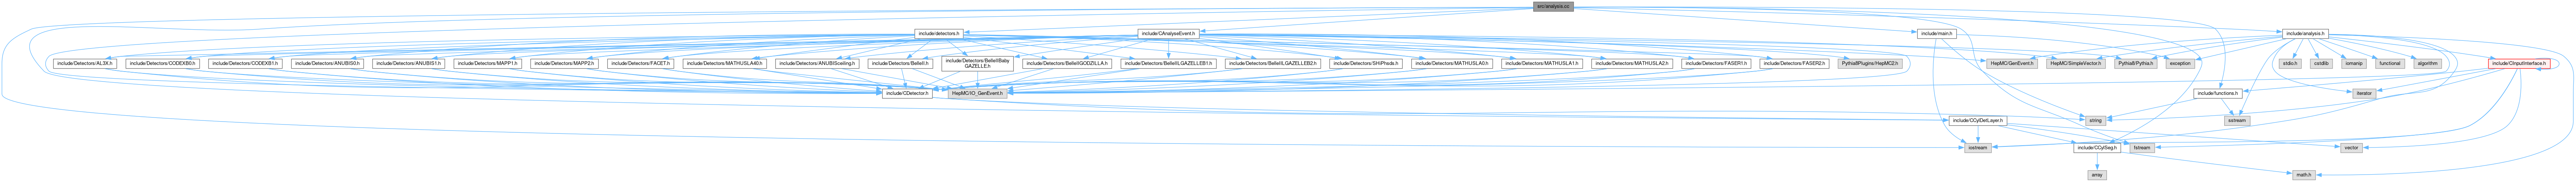 src/analysis.cc
include/detectors.h
include/CAnalyseEvent.h
include/main.h
include/analysis.h
include/Detectors/AL3X.h
include/Detectors/CODEXB0.h
include/Detectors/CODEXB1.h
include/Detectors/ANUBIS0.h
include/Detectors/ANUBIS1.h
include/Detectors/MAPP1.h
include/Detectors/MAPP2.h
include/Detectors/FACET.h
include/Detectors/MATHUSLA40.h
include/Detectors/ANUBISceiling.h
include/Detectors/BelleII.h
include/Detectors/BelleIIBaby
GAZELLE.h
include/Detectors/BelleIIGODZILLA.h
include/Detectors/BelleIILGAZELLEB1.h
include/Detectors/BelleIILGAZELLEB2.h
include/Detectors/SHiPhsds.h
include/Detectors/MATHUSLA0.h
include/Detectors/MATHUSLA1.h
include/Detectors/MATHUSLA2.h
include/Detectors/FASER1.h
include/Detectors/FASER2.h
Pythia8Plugins/HepMC2.h
HepMC/GenEvent.h
HepMC/SimpleVector.h
Pythia8/Pythia.h
exception
stdio.h
cstdlib
iomanip
functional
algorithm
include/CInputInterface.h
include/CDetector.h
HepMC/IO_GenEvent.h
include/functions.h
iterator
include/CCylDetLayer.h
string
sstream
iostream
include/CCylSeg.h
fstream
vector
array
math.h